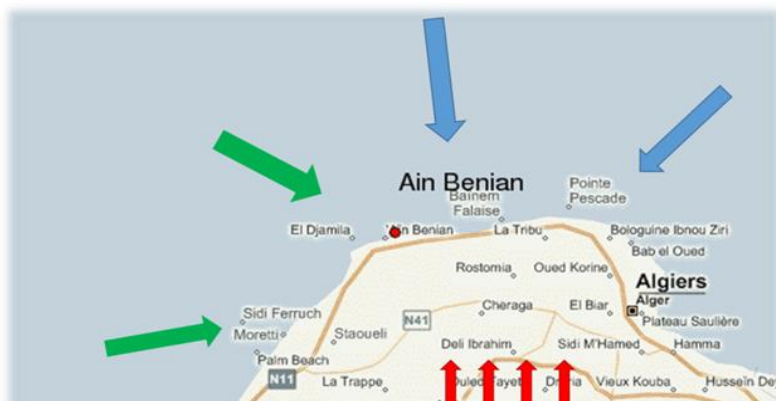 Ain Benian
Pointe
Pescade
Bainem
Falaise
El Djamila
Ain Benian
La Tribu
Bologuine Ibnou Ziri
Bab el Oued
Rostomia
Oued Korine
Algiers
Alger
Sidi Ferruch
N41
Cheraga
El Biar
Plateau Saulière
Moretti
Staoueli
Deli Ibrahim
Sidi M'Hamed
Hamma
Palm Beach
N11
La Trappe
Vieux Kouba
Hussein Dey